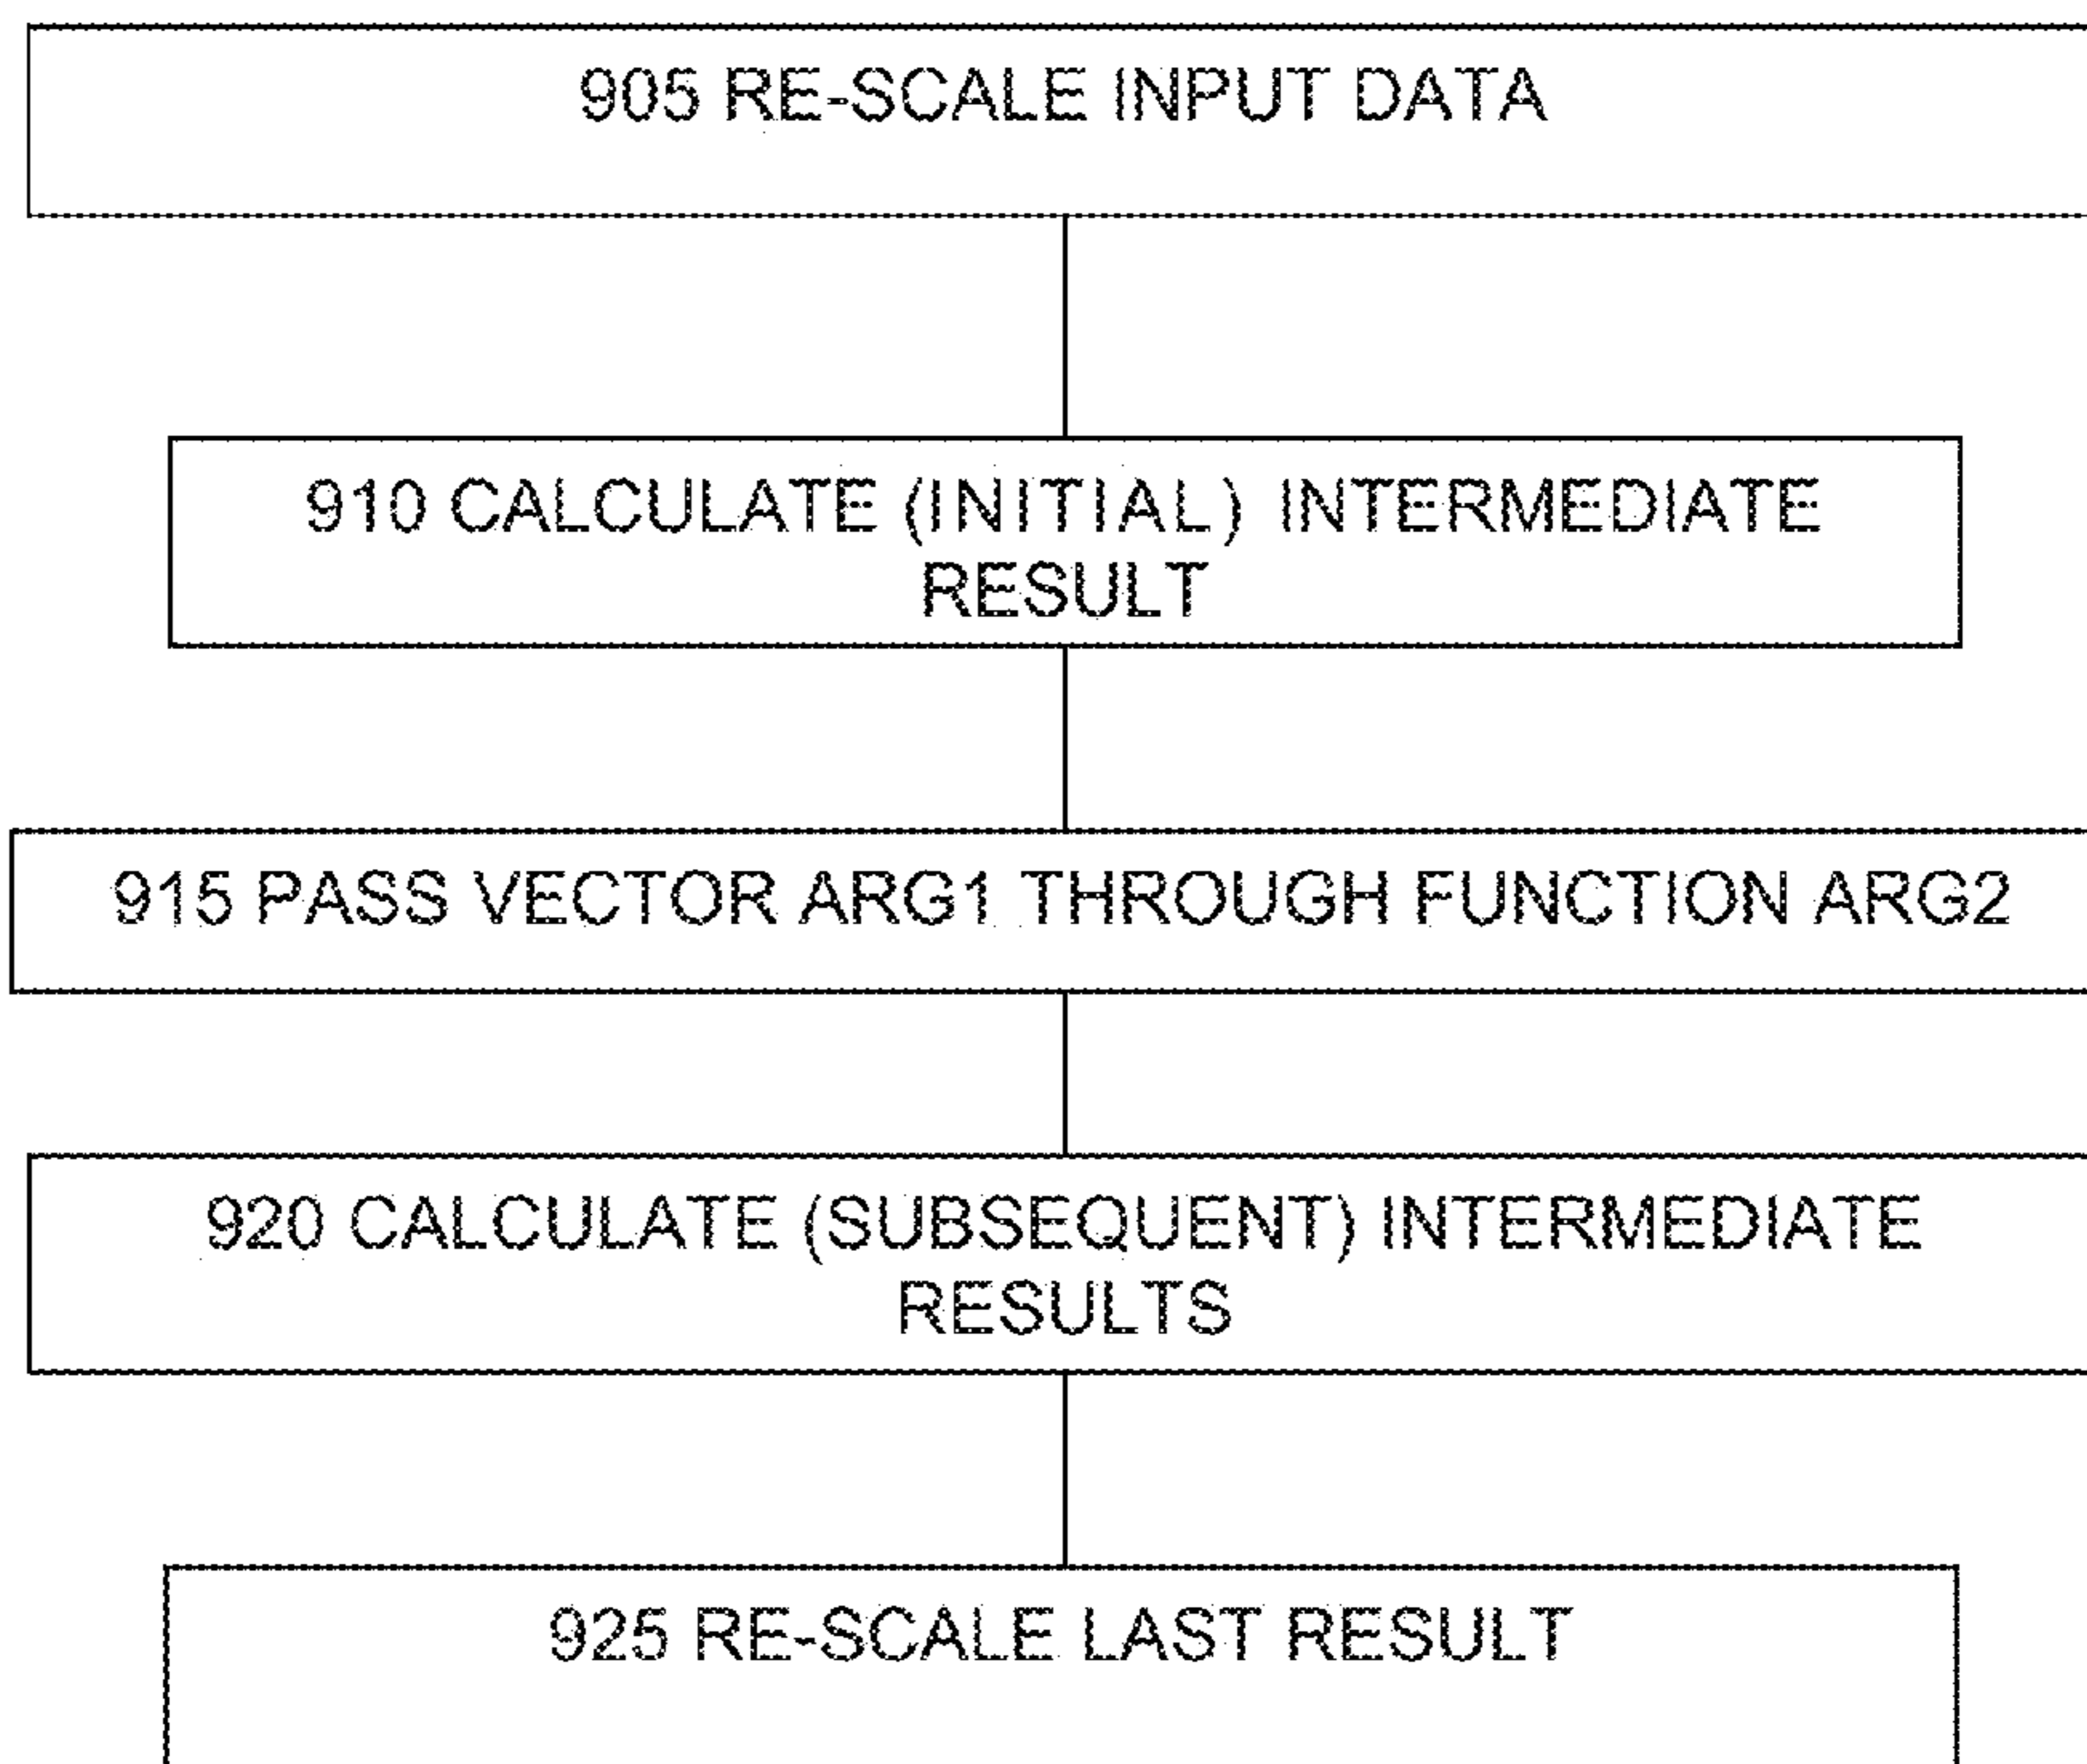 905 RE-SCALE INPUT DATA
910 CALCULATE (INITIAL) INTERMEDIATE
RESULT
915 PASS VECTOR ARG1 THROUGH FUNCTION ARG2
920 CALCULATE (SUBSEQUENT) INTERMEDIATE
RESULTS
925 RE-SCALE LAST RESULT